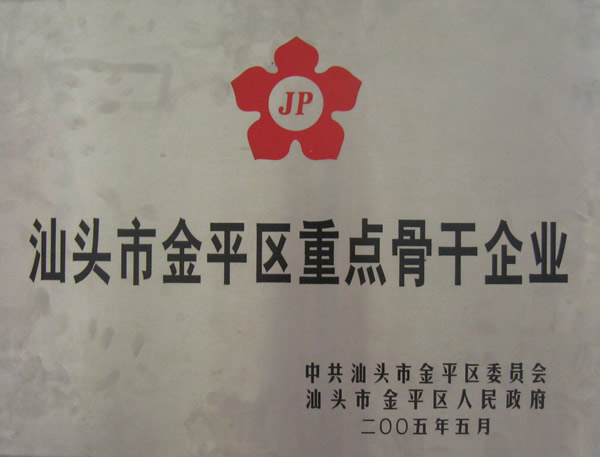 JP
汕头市金平区重点骨干企业
中共汕头市金平区委员会
汕头市金平区人民政府
二〇〇五年五月